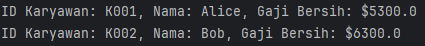 ID Karyawan: K001, Nama: Alice, Gaji Bersih: $5300.0
ID Karyawan: K002, Nama: Bob, Gaji Bersih: $6300.0